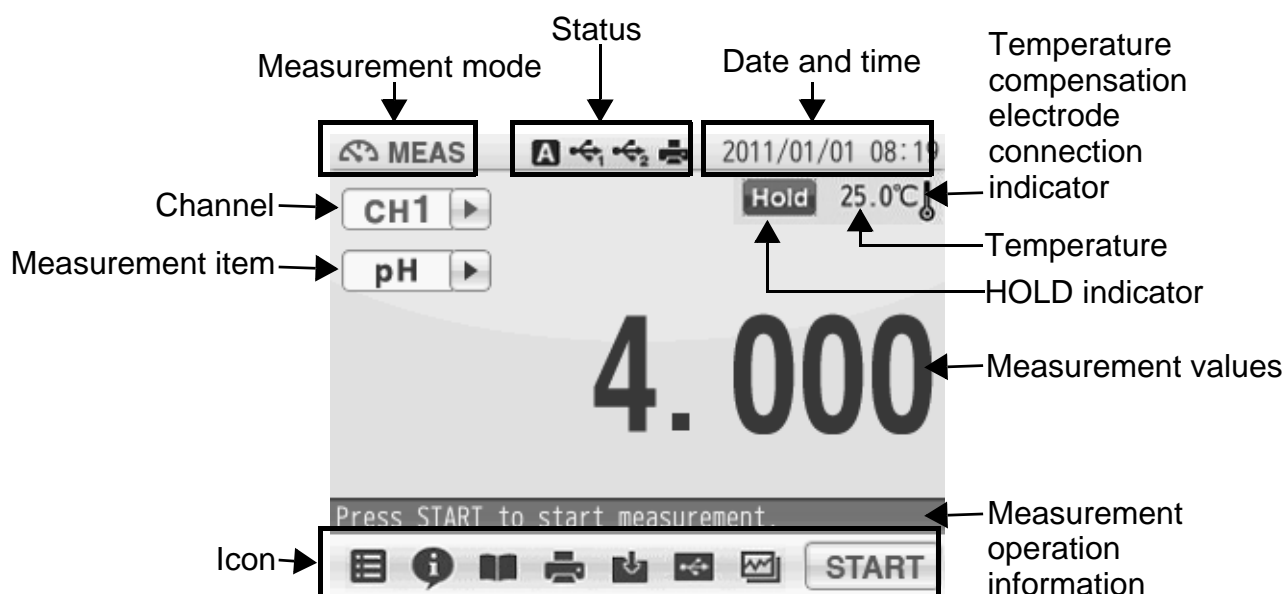 Status
Measurement mode
Date and time
Temperature
compensation
electrode
connection
indicator
MEAS
A
1
2
2011/01/01 08:19
Channel
CH1
Hold
25.0℃
Measurement item
pH
Temperature
HOLD indicator
4.000
Measurement values
Press START to start measurement.
Measurement
operation
information
Icon
i
START